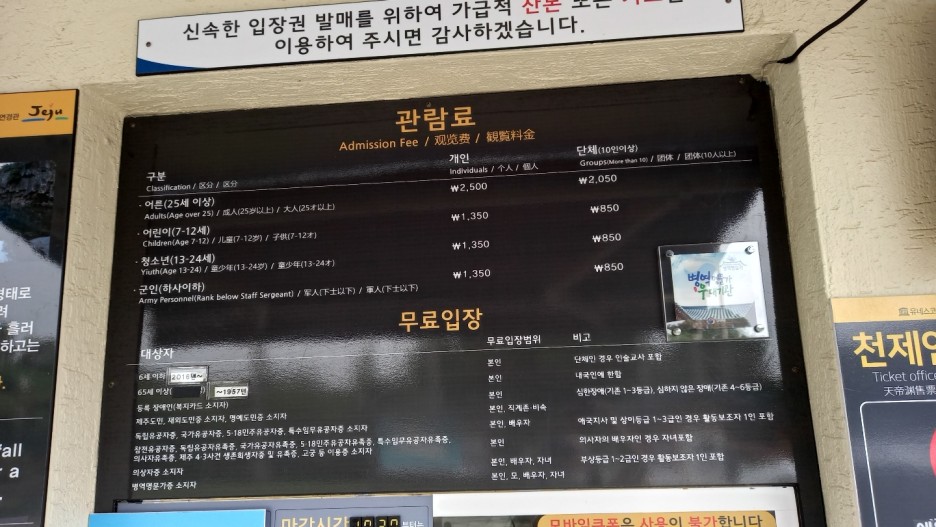 신속한 입장권 발매를 위하여 가급적
이용하여 주시면 감사하겠습니다.
Jeju
관람료
Admission Fee / 观览费 / 観覧料金
구분
Classification / 区分 / 区分
개인
Individuals / 个人 / 個人
단체(10인이상)
Groups(More than 10) / 团体 / 団体(10人以上)
· 어른(25세 이상) ₩2,500 ₩2,050
Adults(Age over 25) / 成人(25岁以上) / 大人(25才以上)
· 어린이(7-12세) ₩1,350 ₩850
Children(Age 7-12) / 儿童(7-12岁) / 子供(7-12才)
· 청소년(13-24세) ₩1,350 ₩850
Yiuth(Age 13-24) / 童少年(13-24岁) / 童少年(13-24才)
· 군인(하사이하) ₩1,350 ₩850
Army Personnel(Rank below Staff Sergeant) / 军人(下士以下) / 軍人(下士以下)
무료입장
대상자 무료입장범위 비고
6세 이하 본인 단체인 경우 인솔교사 포함
65세 이상 ~1957년 본인 내국인에 한함
등록 장애인(복지카드 소지자) 본인 심한장애(기존 1~3등급), 심하지 않은 장애(기존 4~6등급)
제주도민, 재외도민증 소지자, 명예도민증 소지자 본인, 직계존·비속
독립유공자증, 국가유공자증, 5·18민주유공자증, 특수임무유공자증 소지자 본인, 배우자 애국지사 및 상이등급 1~3급인 경우 활동보조자 1인 포함
참전유공자증, 독립유공자유족증, 국가유공자유족증, 5·18민주유공자유족증, 특수임무유공자유족증,
의사자유족증, 제주 4·3사건 생존희생자증 및 유족증, 고궁 등 이용증 소지자 본인 의사자의 배우자인 경우 자녀포함
의상자증 소지자 본인, 배우자, 자녀 부상등급 1~2급인 경우 활동보조자 1인 포함
병역명문가증 소지자 본인, 모, 배우자, 자녀
마감시간
모바일쿠폰은 사용이 불가합니다
Ticket office